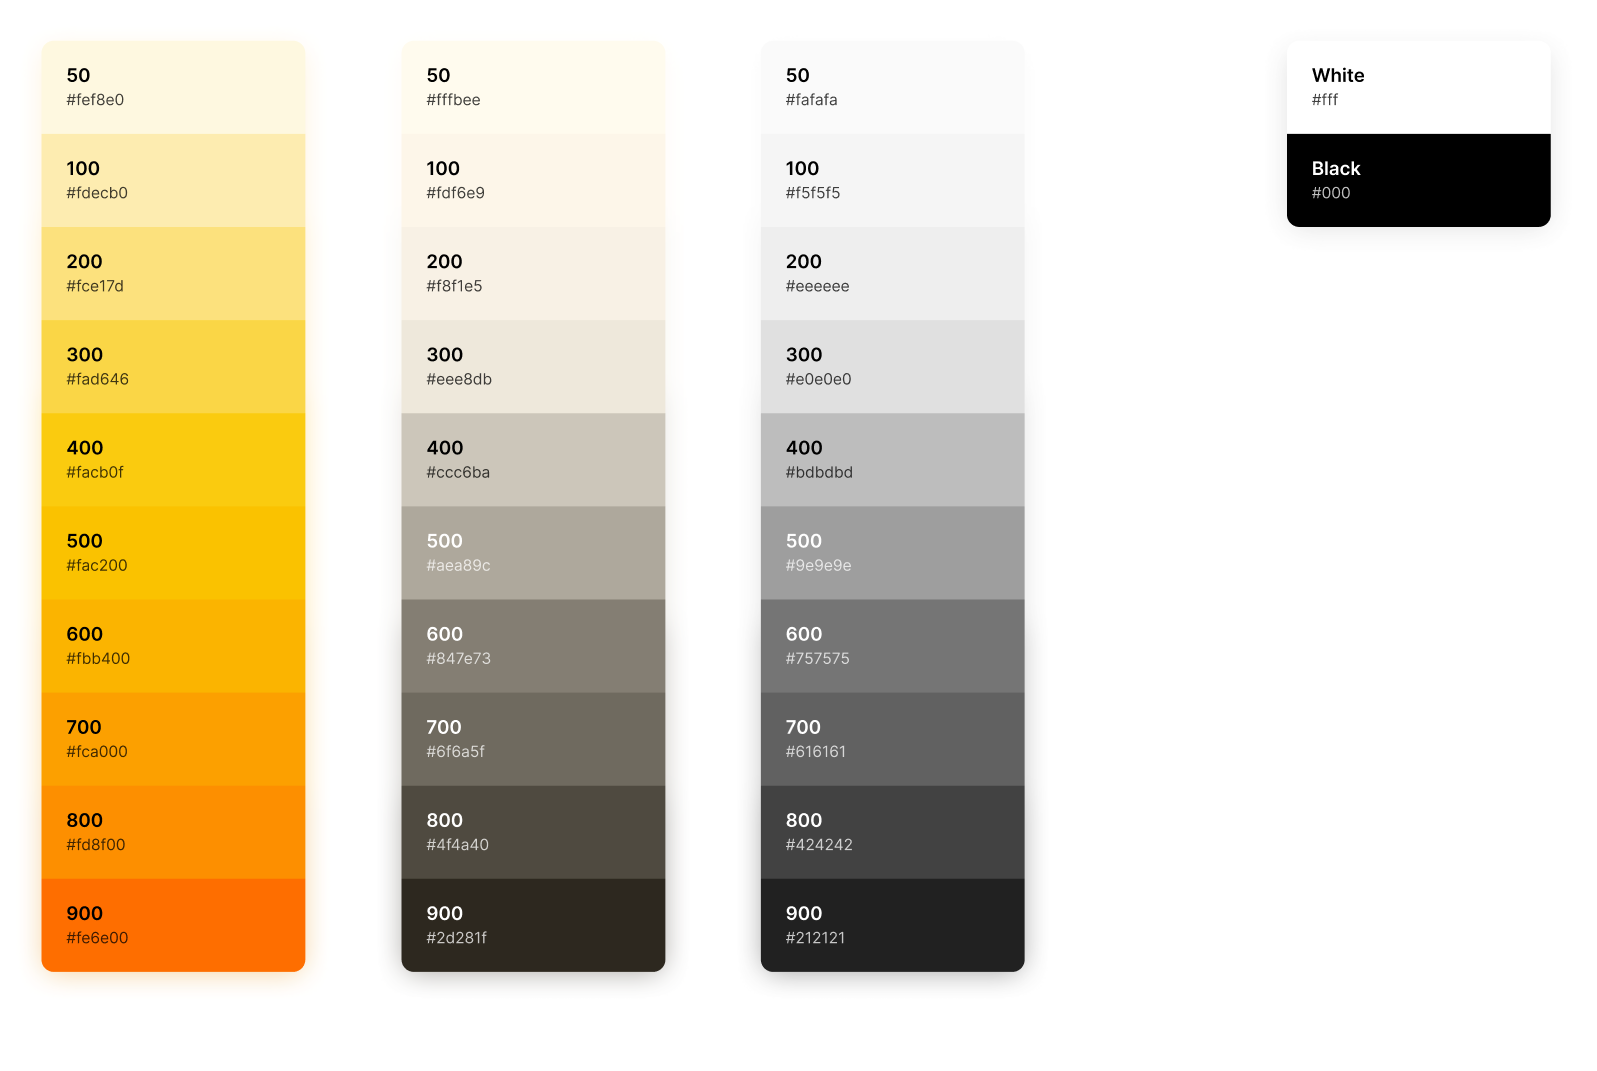 50
#fef8e0
100
#fdecb0
200
#fce17d
300
#fad646
400
#facb0f
500
#fac200
600
#fbb400
700
#fca000
800
#fd8f00
900
#fe6e00
50
#fffbee
100
#fdf6e9
200
#f8f1e5
300
#eee8db
400
#ccc6ba
500
#aea89c
600
#847e73
700
#6f6a5f
800
#4f4a40
900
#2d281f
50
#fafafa
100
#f5f5f5
200
#eeeeee
300
#e0e0e0
400
#bdbdbd
500
#9e9e9e
600
#757575
700
#616161
800
#424242
900
#212121
White
#fff
Black
#000